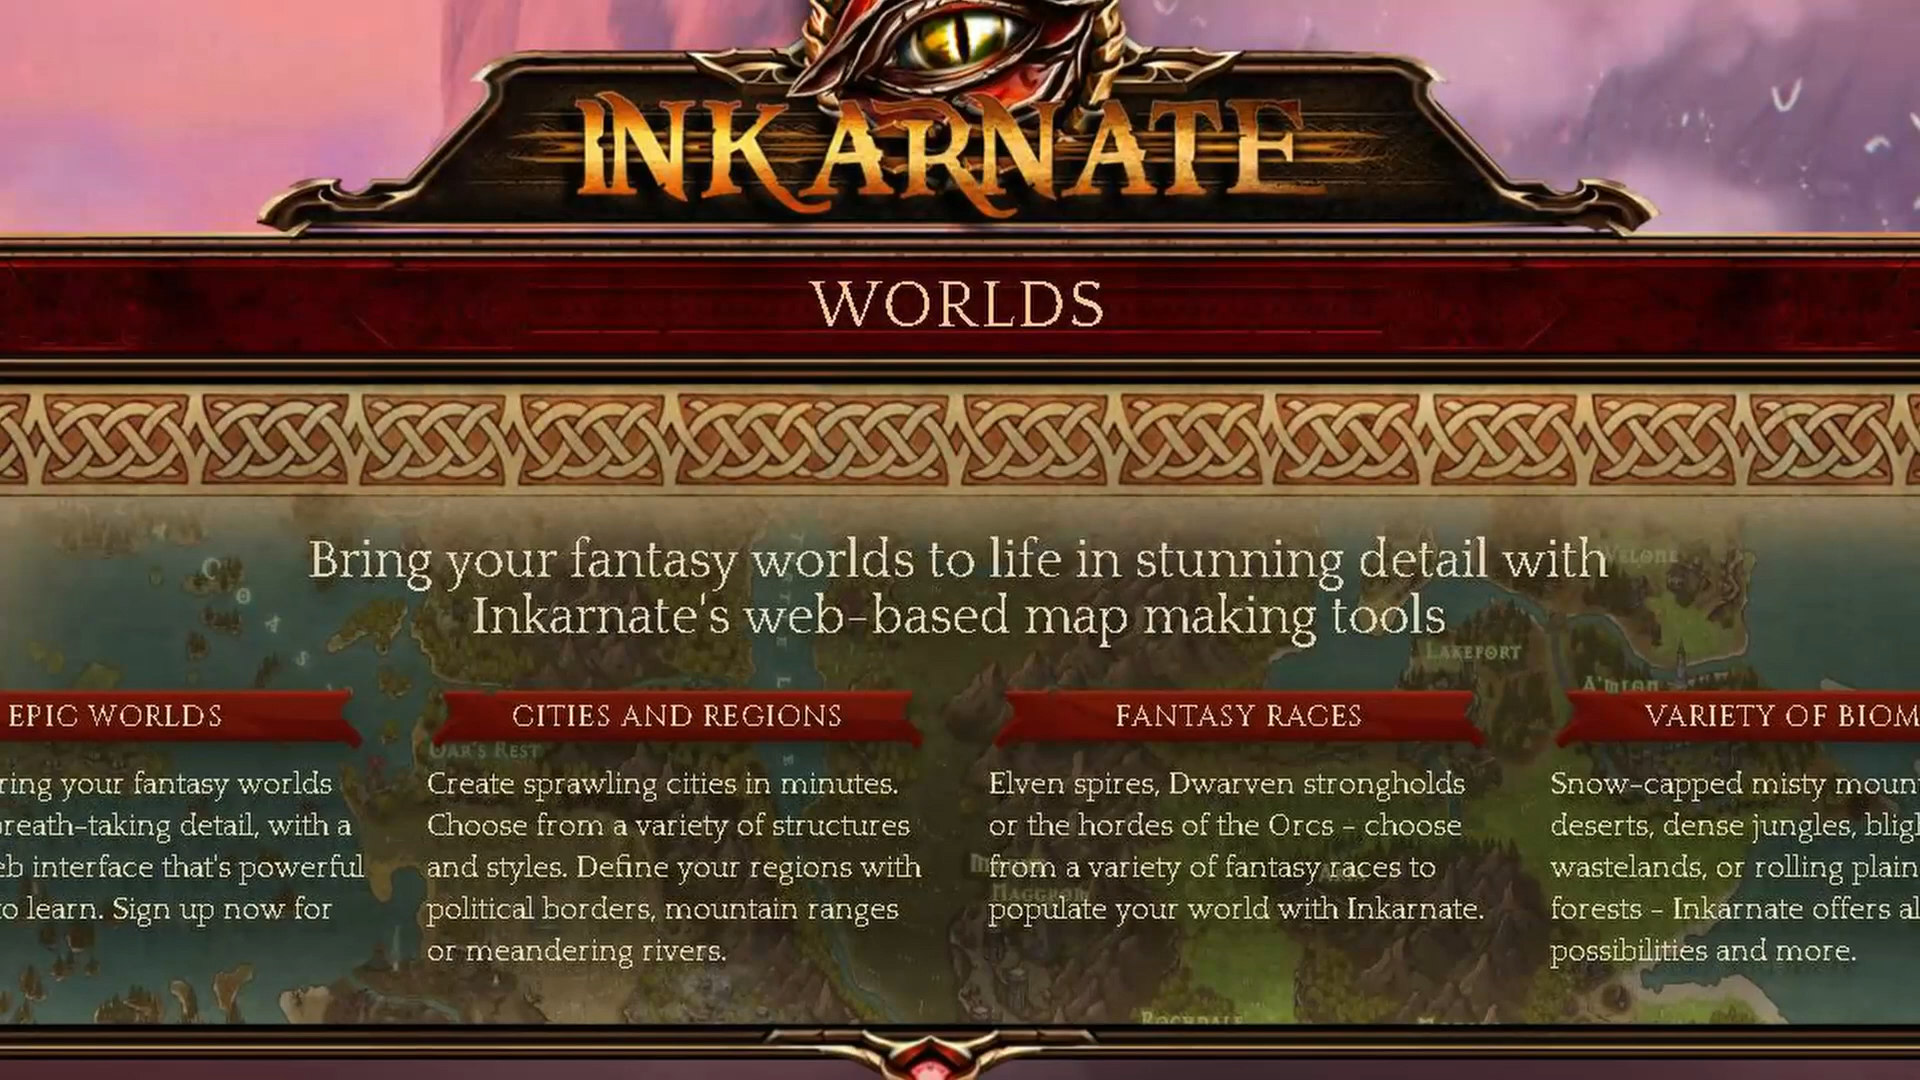 INKARNATE
WORLDS
Bring your fantasy worlds to life in stunning detail with
Inkarnate's web-based map making tools
EPIC WORLDS
ring your fantasy worlds
reath-taking detail, with a
eb interface that's powerful
to learn. Sign up now for
CITIES AND REGIONS
Create sprawling cities in minutes.
Choose from a variety of structures
and styles. Define your regions with
political borders, mountain ranges
or meandering rivers.
FANTASY RACES
Elven spires, Dwarven strongholds
or the hordes of the Orcs - choose
from a variety of fantasy races to
populate your world with Inkarnate.
VARIETY OF BIOM
Snow-capped misty moun
deserts, dense jungles, bligh
wastelands, or rolling plain
forests - Inkarnate offers al
possibilities and more.
LAKEPORT
OAR'S REST
ROCHDALE